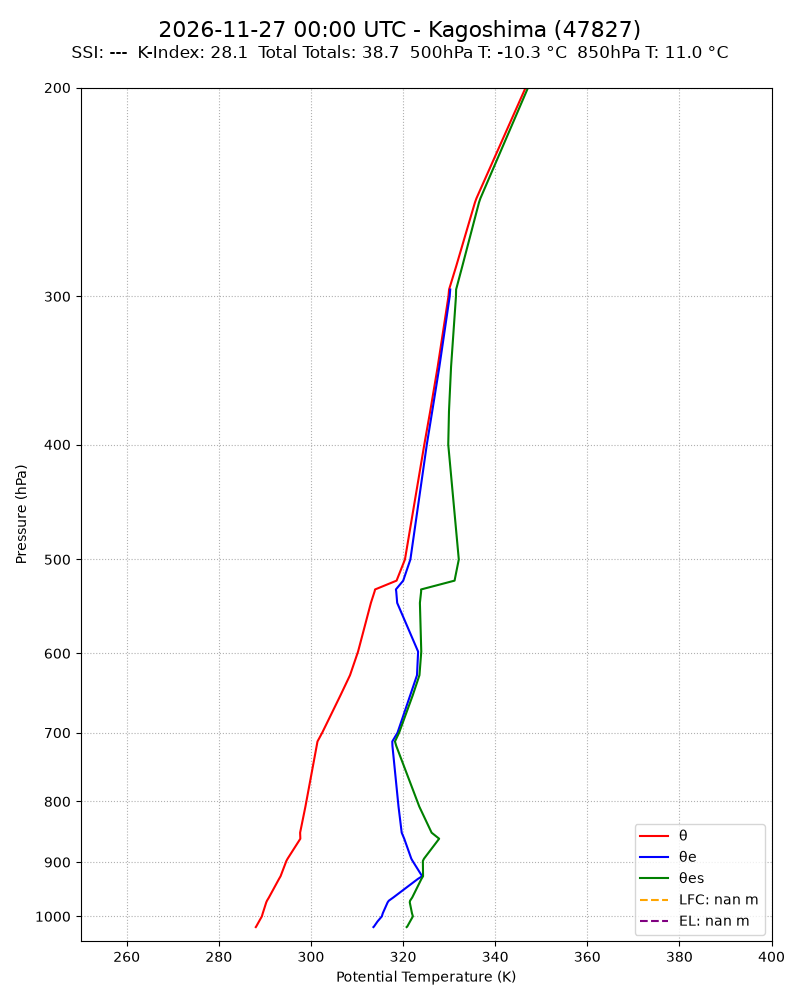 2026-11-27 00:00 UTC - Kagoshima (47827)
SSI: ---  K-Index: 28.1  Total Totals: 38.7  500hPa T: -10.3 °C  850hPa T: 11.0 °C
200
300
400
500
600
700
800
900
1000
Pressure (hPa)
260
280
300
320
340
360
380
400
Potential Temperature (K)
θ
θe
θes
LFC: nan m
EL: nan m